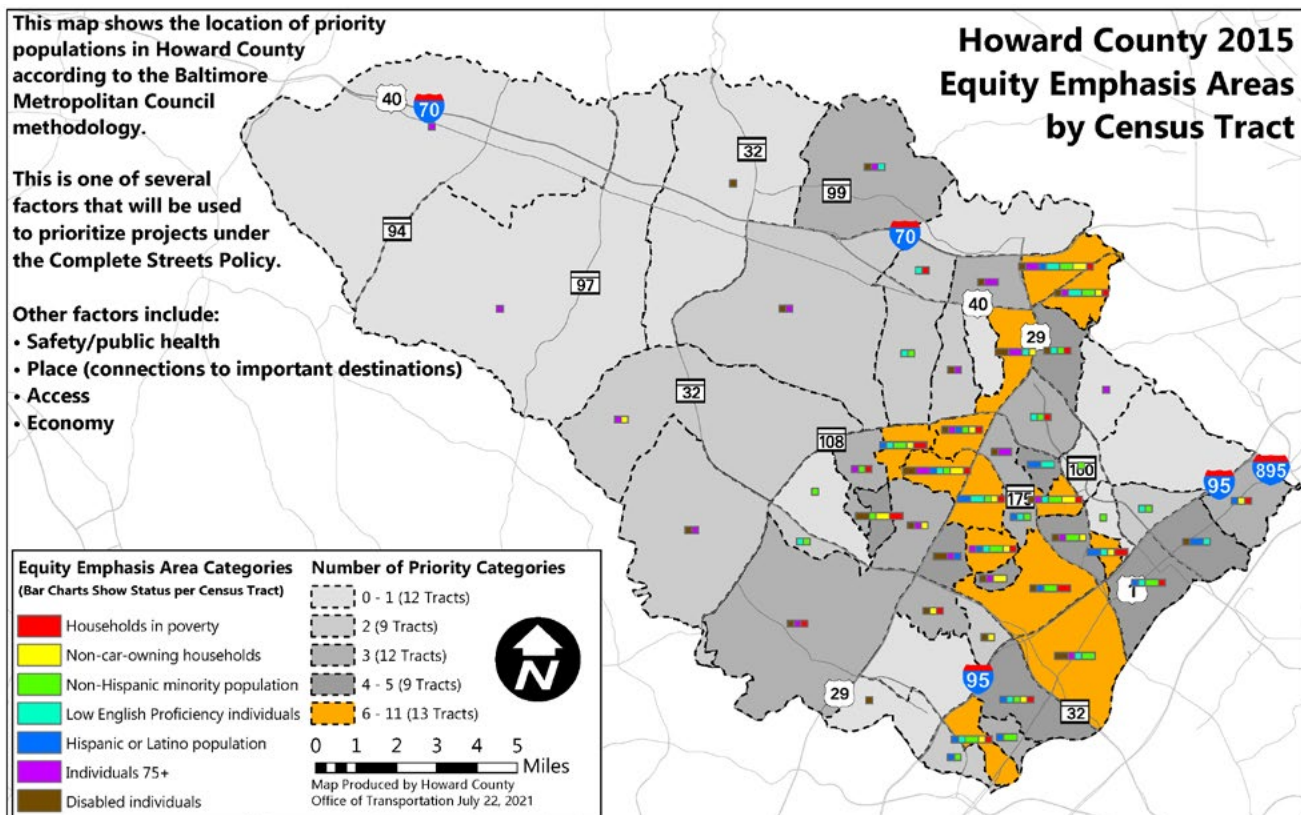 This map shows the location of priority
populations in Howard County
according to the Baltimore
Metropolitan Council
methodology.
This is one of several
factors that will be used
to prioritize projects under
the Complete Streets Policy.
Other factors include:
• Safety/public health
• Place (connections to important destinations)
• Access
• Economy
Howard County 2015
Equity Emphasis Areas
by Census Tract
40
70
32
99
94
70
97
40
29
32
108
100
95
895
175
1
29
95
32
Equity Emphasis Area Categories
(Bar Charts Show Status per Census Tract)
Households in poverty
Non-car-owning households
Non-Hispanic minority population
Low English Proficiency individuals
Hispanic or Latino population
Individuals 75+
Disabled individuals
Number of Priority Categories
0 - 1 (12 Tracts)
2 (9 Tracts)
3 (12 Tracts)
4 - 5 (9 Tracts)
6 - 11 (13 Tracts)
N
0 1 2 3 4 5
Miles
Map Produced by Howard County
Office of Transportation July 22, 2021